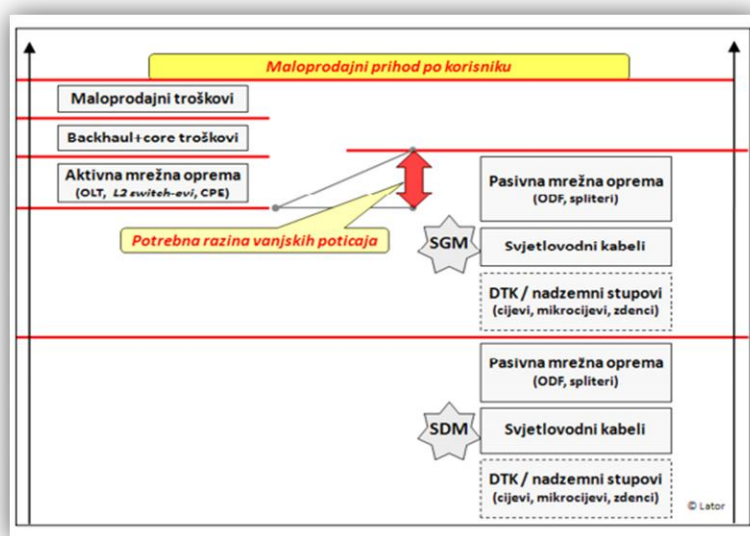 Maloprodajni prihod po korisniku
Maloprodajni troškovi
Backhaul+core troškovi
Aktivna mrežna oprema
(OLT, L2 switch-evi, CPE)
Potrebna razina vanjskih poticaja
SGM
Pasivna mrežna oprema
(ODF, spliteri)
Svjetlovodni kabeli
DTK / nadzemni stupovi
(cijevi, mikrocijevi, zdenci)
SDM
Pasivna mrežna oprema
(ODF, spliteri)
Svjetlovodni kabeli
DTK / nadzemni stupovi
(cijevi, mikrocijevi, zdenci)
© Lator